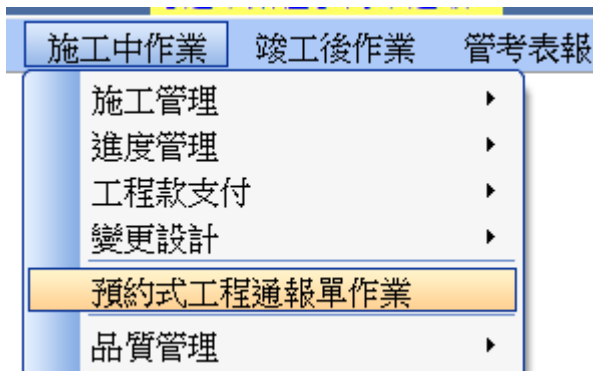 施工中作業 竣工後作業 管考表報
施工管理
進度管理
工程款支付
變更設計
預約式工程通報單作業
品質管理